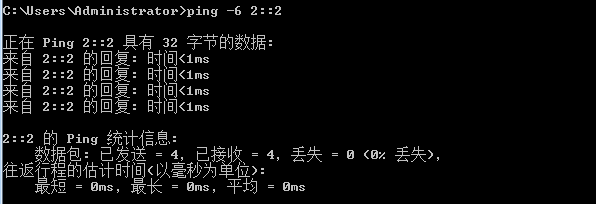 C:\Users\Administrator>ping -6 2::2
正在 Ping 2::2 具有 32 字节的数据:
来自 2::2 的回复: 时间<1ms
来自 2::2 的回复: 时间<1ms
来自 2::2 的回复: 时间<1ms
来自 2::2 的回复: 时间<1ms
2::2 的 Ping 统计信息:
数据包: 已发送 = 4, 已接收 = 4, 丢失 = 0 (0% 丢失),
往返行程的估计时间(以毫秒为单位):
最短 = 0ms, 最长 = 0ms, 平均 = 0ms